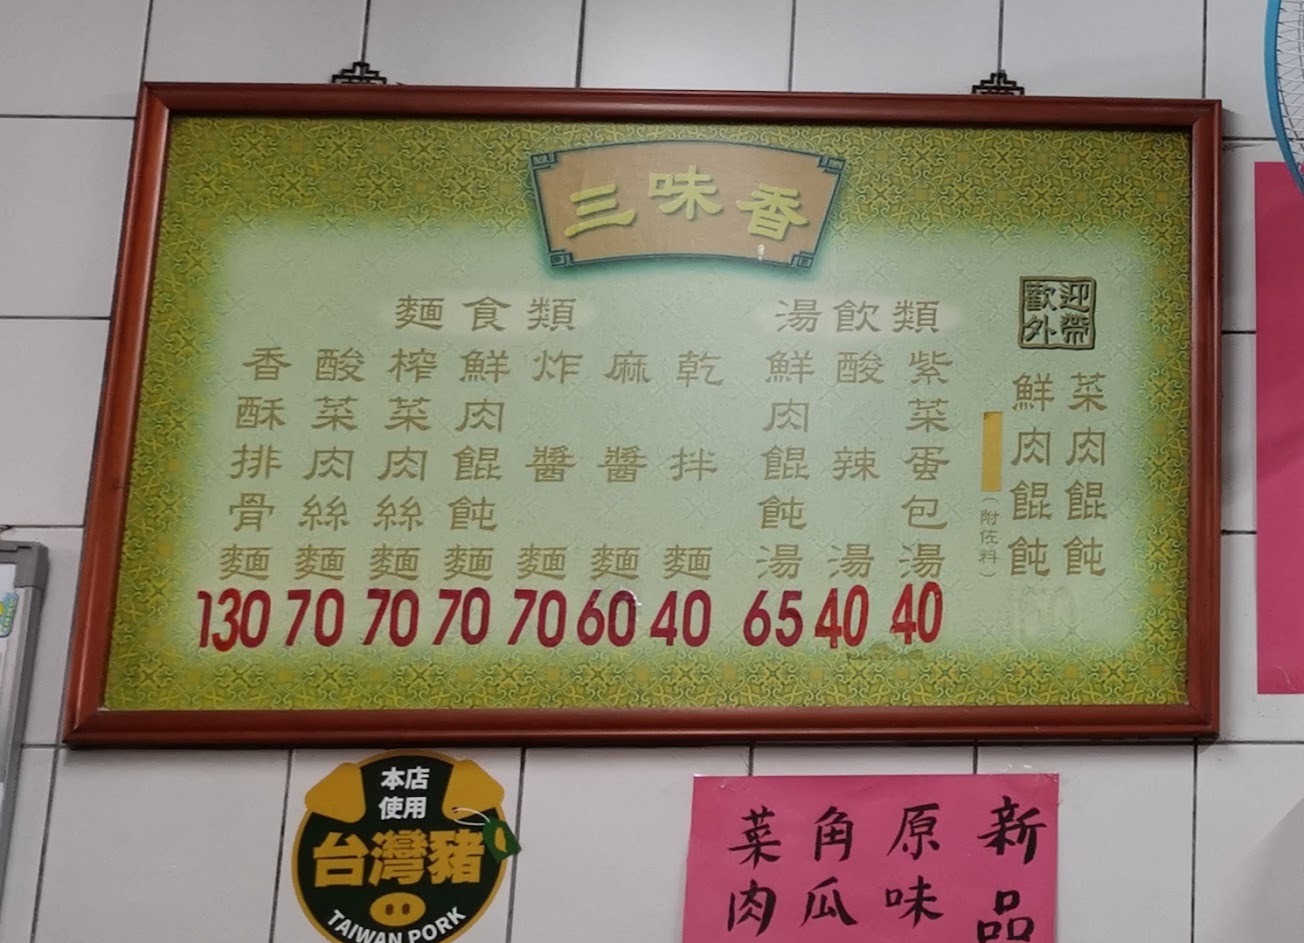 三味香
麵食類
香酥排骨麵 130
酸菜肉絲麵 70
榨菜肉絲麵 70
鮮肉餛飩麵 70
炸醬麵 70
麻醬麵 60
乾拌麵 40
湯飲類
鮮肉餛飩湯 65
酸辣湯 40
紫菜蛋包湯 40
歡迎外帶
菜肉餛飩
鮮肉餛飩
(附佐料)
本店
使用
台灣豬
TAIWAN PORK
新品
原味
角瓜
菜肉